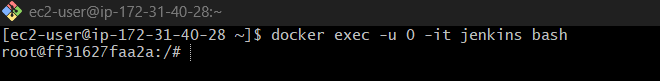 ec2-user@ip-172-31-40-28:~
[ec2-user@ip-172-31-40-28 ~]$ docker exec -u 0 -it jenkins bash
root@ff31627faa2a:/#